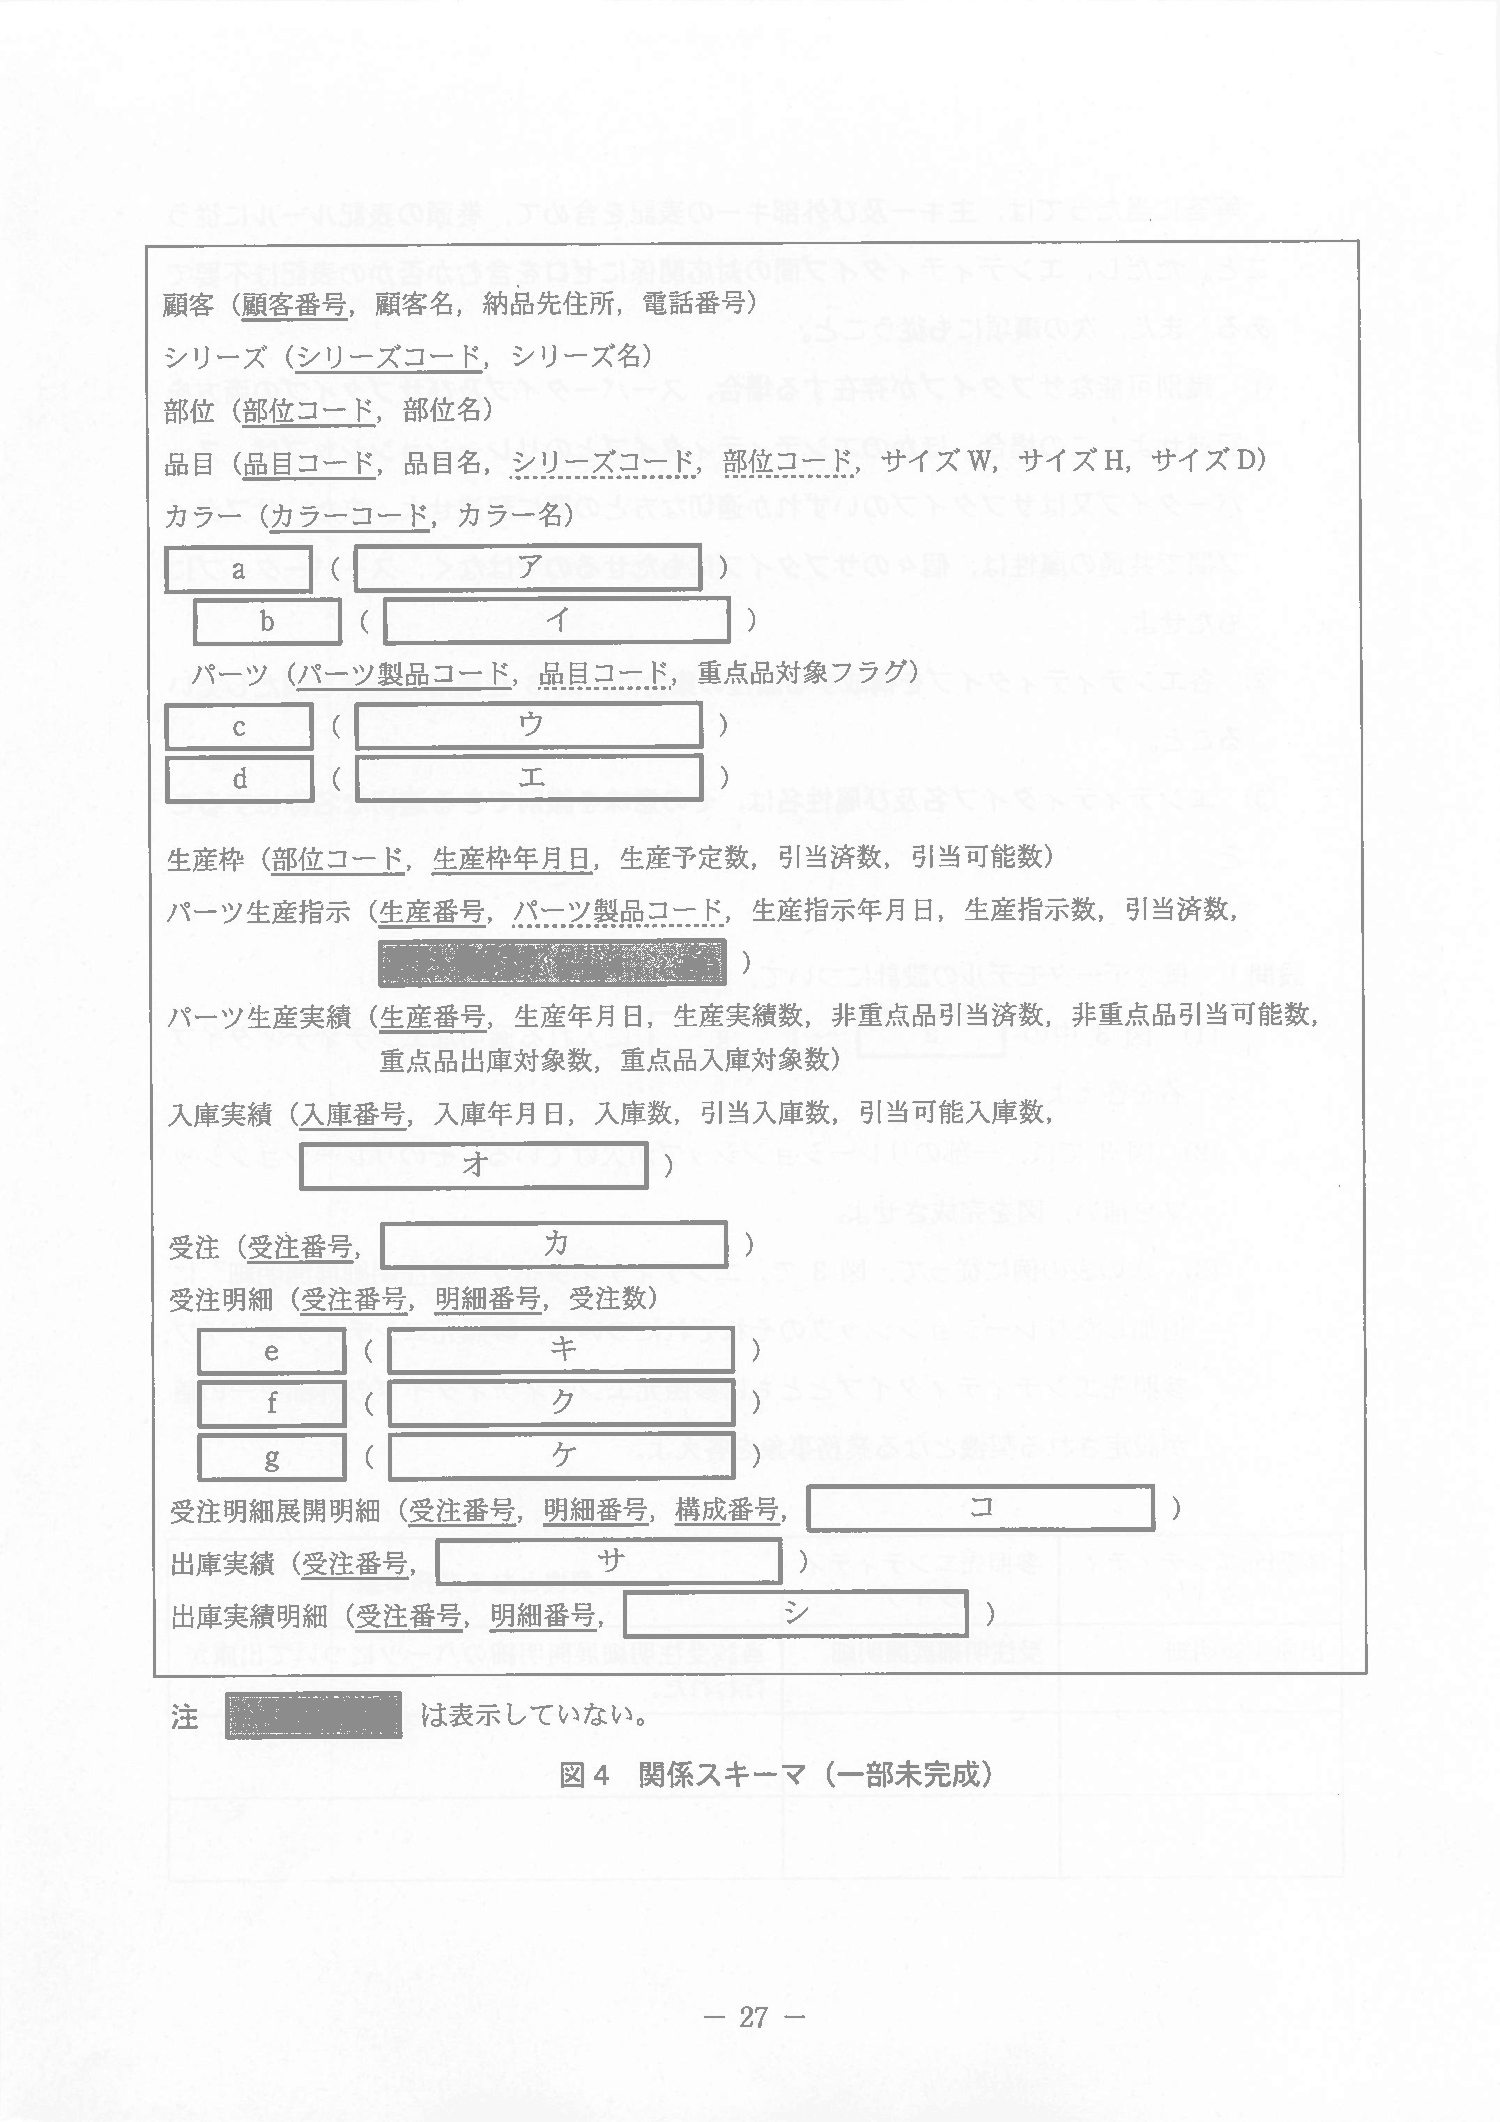 顧客（顧客番号，顧客名，納品先住所，電話番号）
シリーズ（シリーズコード，シリーズ名）
部位（部位コード，部位名）
品目（品目コード，品目名，シリーズコード，部位コード，サイズW，サイズH，サイズD）
カラー（カラーコード，カラー名）
a（ア）
b（イ）
パーツ（パーツ製品コード，品目コード，重点品対象フラグ）
c（ウ）
d（エ）
生産枠（部位コード，生産枠年月日，生産予定数，引当済数，引当可能数）
パーツ生産指示（生産番号，パーツ製品コード，生産指示年月日，生産指示数，引当済数，
）
パーツ生産実績（生産番号，生産年月日，生産実績数，非重点品引当済数，非重点品引当可能数，
重点品出庫対象数，重点品入庫対象数）
入庫実績（入庫番号，入庫年月日，入庫数，引当入庫数，引当可能入庫数，
オ）
受注（受注番号，カ）
受注明細（受注番号，明細番号，受注数）
e（キ）
f（ク）
g（ケ）
受注明細展開明細（受注番号，明細番号，構成番号，コ）
出庫実績（受注番号，サ）
出庫実績明細（受注番号，明細番号，シ）
注　は表示していない。
図4　関係スキーマ（一部未完成）
－ 27 －